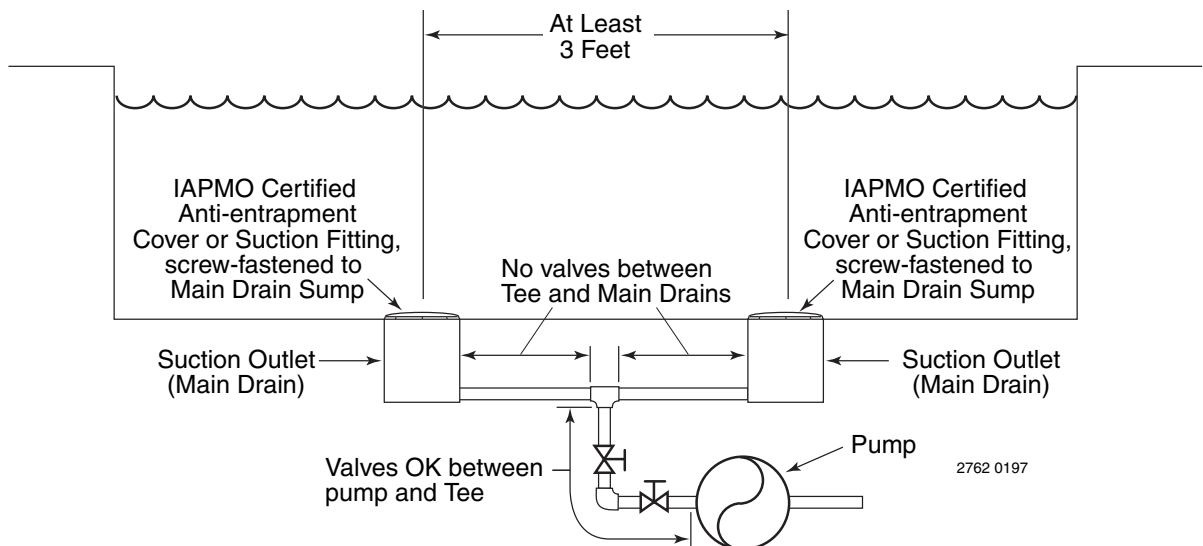 At Least
3 Feet
IAPMO Certified
Anti-entrapment
Cover or Suction Fitting,
screw-fastened to
Main Drain Sump
No valves between
Tee and Main Drains
IAPMO Certified
Anti-entrapment
Cover or Suction Fitting,
screw-fastened to
Main Drain Sump
Suction Outlet
(Main Drain)
Suction Outlet
(Main Drain)
Valves OK between
pump and Tee
Pump
2762 0197